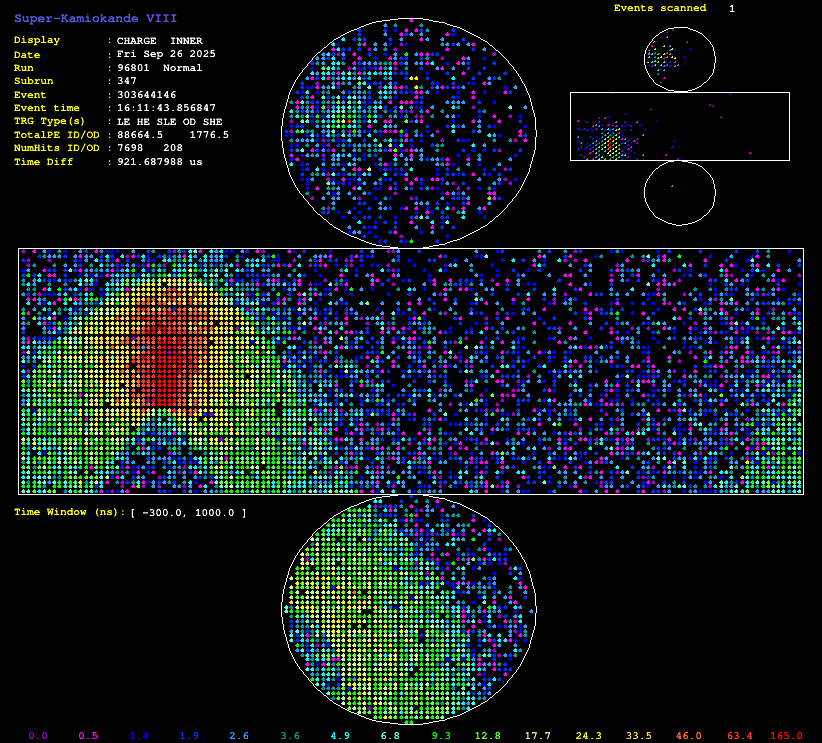 Super-Kamiokande VIII
Events scanned 1
Display : CHARGE INNER
Date : Fri Sep 26 2025
Run : 96801 Normal
Subrun : 347
Event : 303644146
Event time : 16:11:43.856847
TRG Type(s) : LE HE SLE OD SHE
TotalPE ID/OD : 88664.5 1776.5
NumHits ID/OD : 7698 208
Time Diff : 921.687988 us
Time Window (ns): [ -300.0, 1000.0 ]
0.0 0.5 1.4 1.9 2.6 3.6 4.9 6.8 9.3 12.8 17.7 24.3 33.5 46.0 63.4 165.0